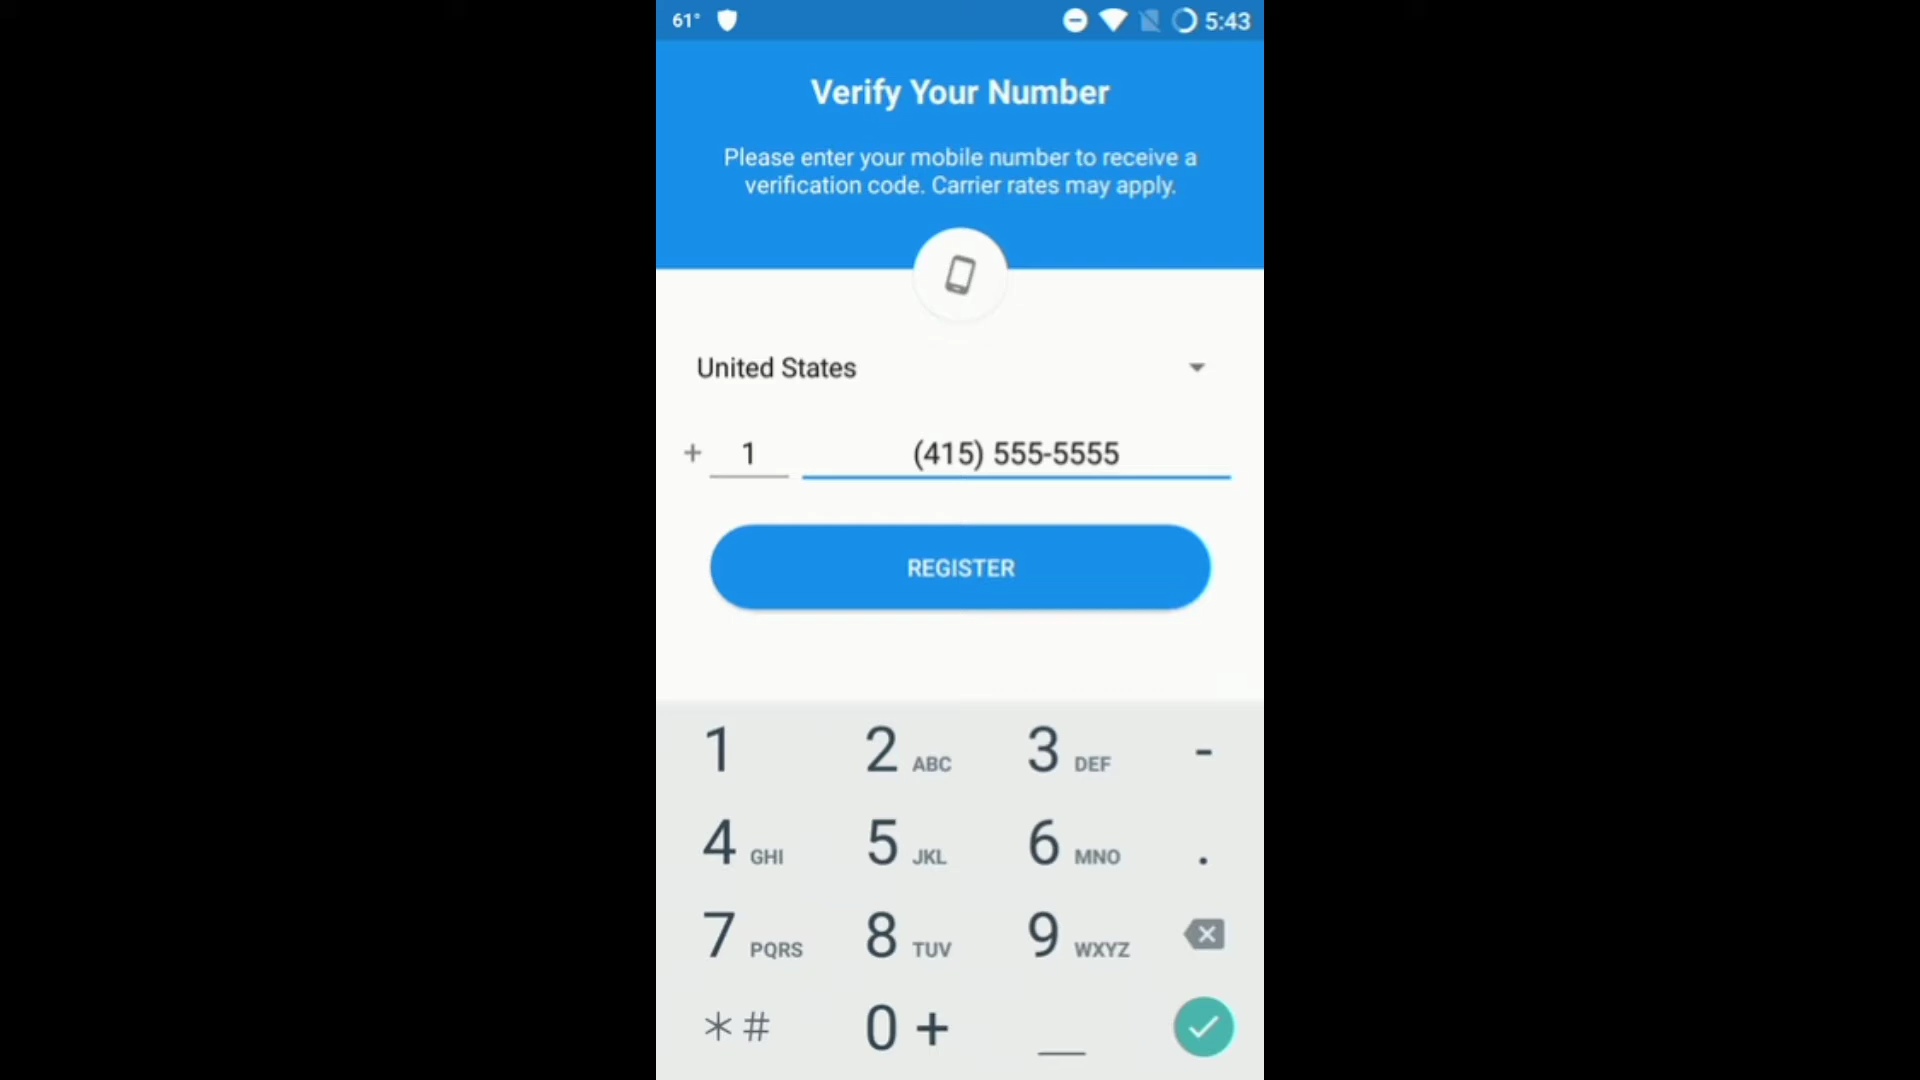 61° 5:43
Verify Your Number
Please enter your mobile number to receive a
verification code. Carrier rates may apply.
United States
+ 1 (415) 555-5555
REGISTER
1 2 ABC 3 DEF -
4 GHI 5 JKL 6 MNO .
7 PQRS 8 TUV 9 WXYZ
*# 0 + _